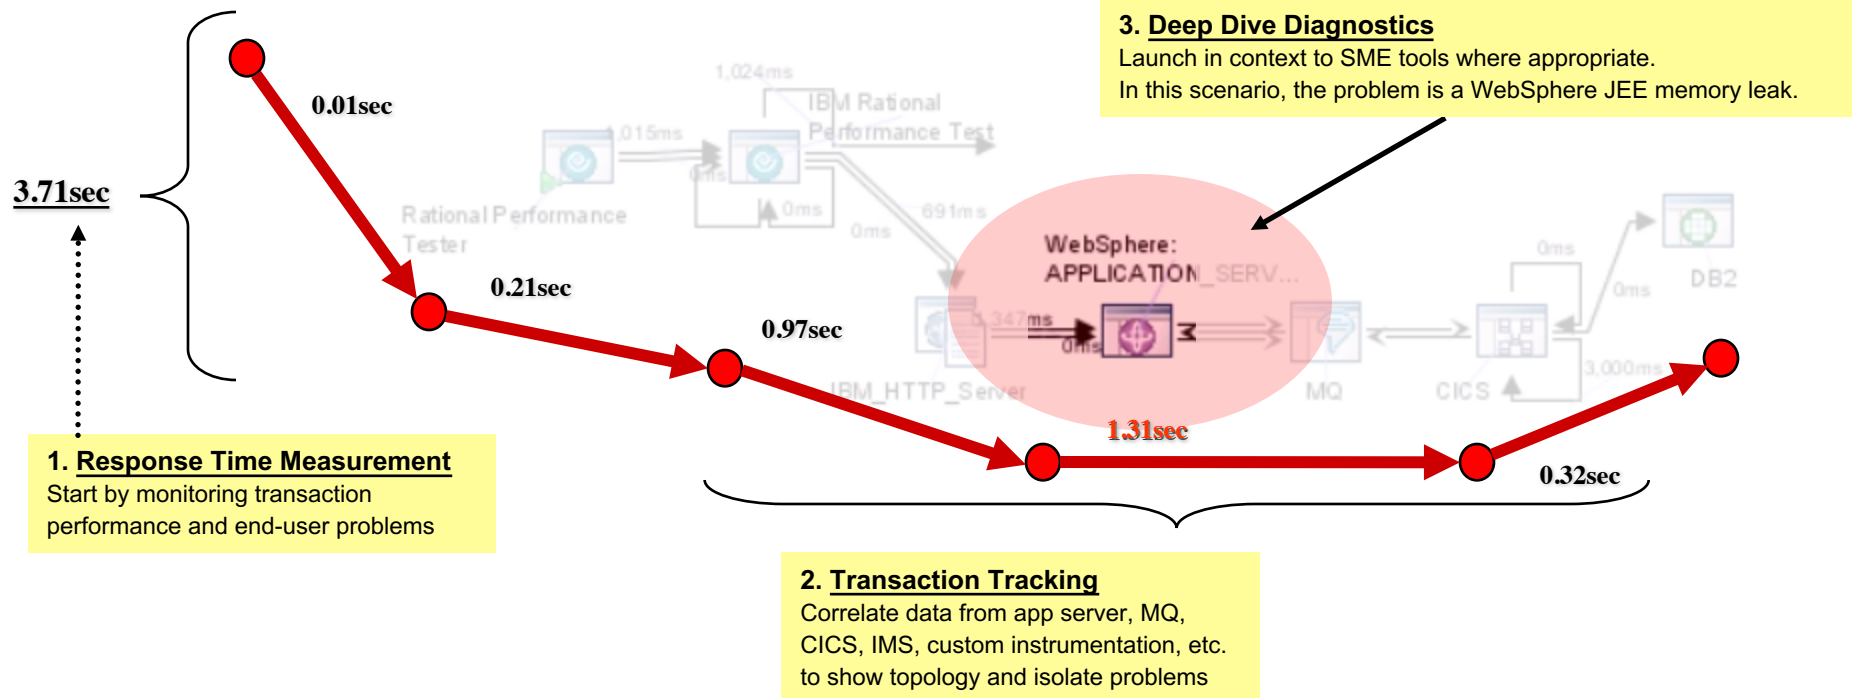 3. Deep Dive Diagnostics
Launch in context to SME tools where appropriate.
In this scenario, the problem is a WebSphere JEE memory leak.
0.01sec
1,024ms
IBM Rational
Performance Test
1,015ms
0ms
3.71sec
Rational Performance
Tester
0ms
691ms
0ms
WebSphere:
APPLICATION_SERV...
0ms
DB2
0ms
0.21sec
0.97sec
ms
0ms
IBM_HTTP_Server
MQ
CICS
3,000ms
1.31sec
0.32sec
1. Response Time Measurement
Start by monitoring transaction
performance and end-user problems
2. Transaction Tracking
Correlate data from app server, MQ,
CICS, IMS, custom instrumentation, etc.
to show topology and isolate problems